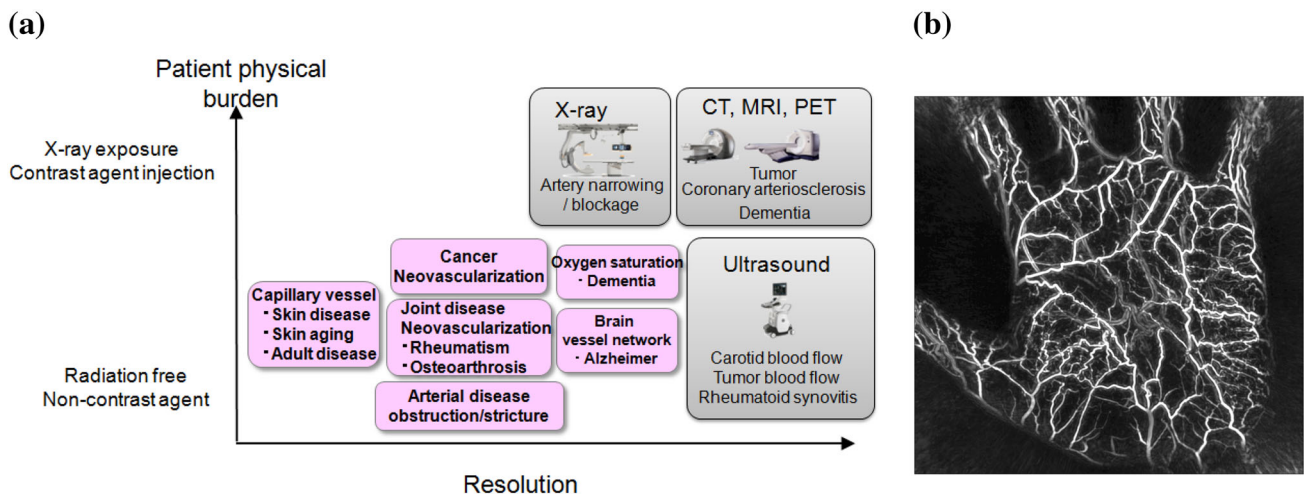 (a)
Patient physical
burden
X-ray exposure
Contrast agent injection
Radiation free
Non-contrast agent
X-ray
Artery narrowing
/ blockage
CT, MRI, PET
Tumor
Coronary arteriosclerosis
Dementia
Cancer
Neovascularization
Oxygen saturation
- Dementia
Capillary vessel
▪ Skin disease
▪ Skin aging
▪ Adult disease
Joint disease
Neovascularization
▪ Rheumatism
▪ Osteoarthrosis
Brain
vessel network
- Alzheimer
Arterial disease
obstruction/stricture
Ultrasound
Carotid blood flow
Tumor blood flow
Rheumatoid synovitis
Resolution
(b)